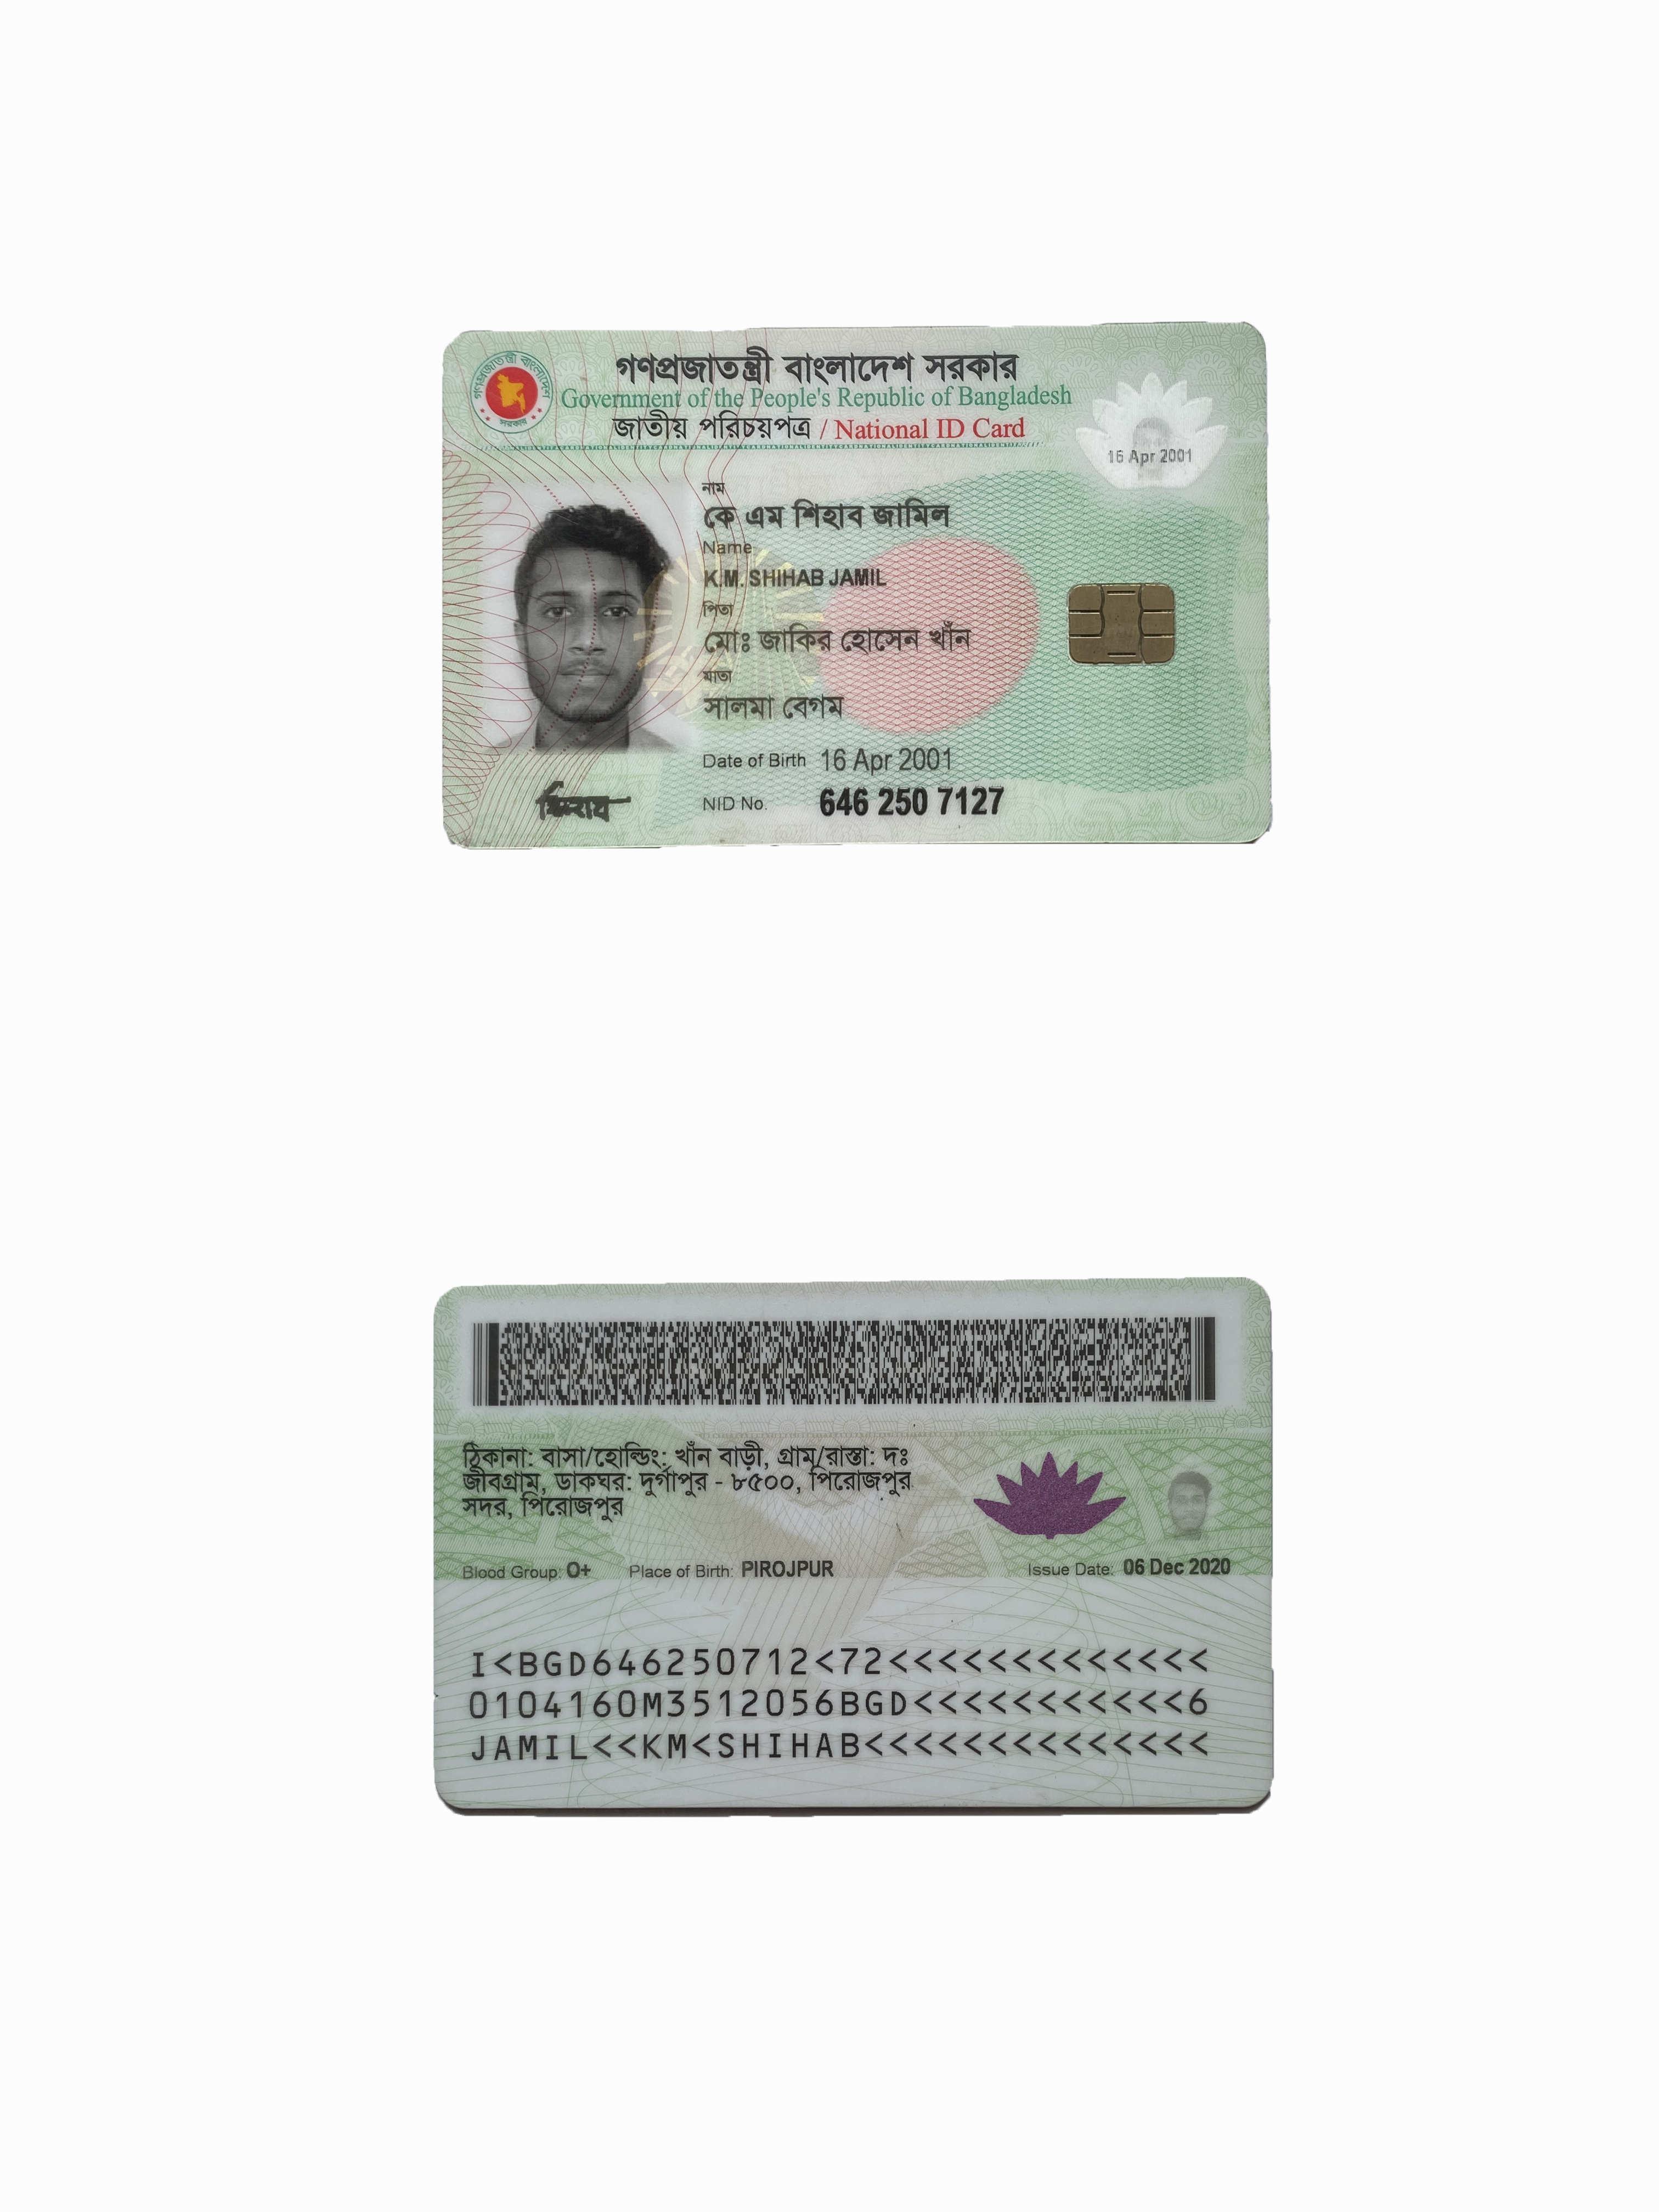 গণপ্রজাতন্ত্রী বাংলাদেশ সরকার
Government of the People's Republic of Bangladesh
জাতীয় পরিচয়পত্র / National ID Card
গণপ্রজাতন্ত্রী বাংলাদেশ
সরকার
16 Apr 2001
নাম
কে এম শিহাব জামিল
Name
K.M. SHIHAB JAMIL
পিতা
মোঃ জাকির হোসেন খাঁন
মাতা
সালমা বেগম
Date of Birth 16 Apr 2001
শিহাব
NID No. 646 250 7127
ঠিকানা: বাসা/হোল্ডিং: খাঁন বাড়ী, গ্রাম/রাস্তা: দঃ
জীবগ্রাম, ডাকঘর: দুর্গাপুর - ৮৫০০, পিরোজপুর
সদর, পিরোজপুর
Blood Group: O+ Place of Birth: PIROJPUR Issue Date: 06 Dec 2020
I<BGD646250712<72<<<<<<<<<<<<<
0104160M3512056BGD<<<<<<<<<<<6
JAMIL<<KM<SHIHAB<<<<<<<<<<<<<<